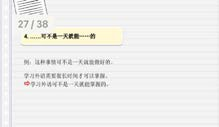 27 / 38
4. ……可不是一天就能……的
例:这种事情可不是一天就能做好的。
学习外语需要很长时间才可以掌握。
⇨学习外语可不是一天就能掌握的。